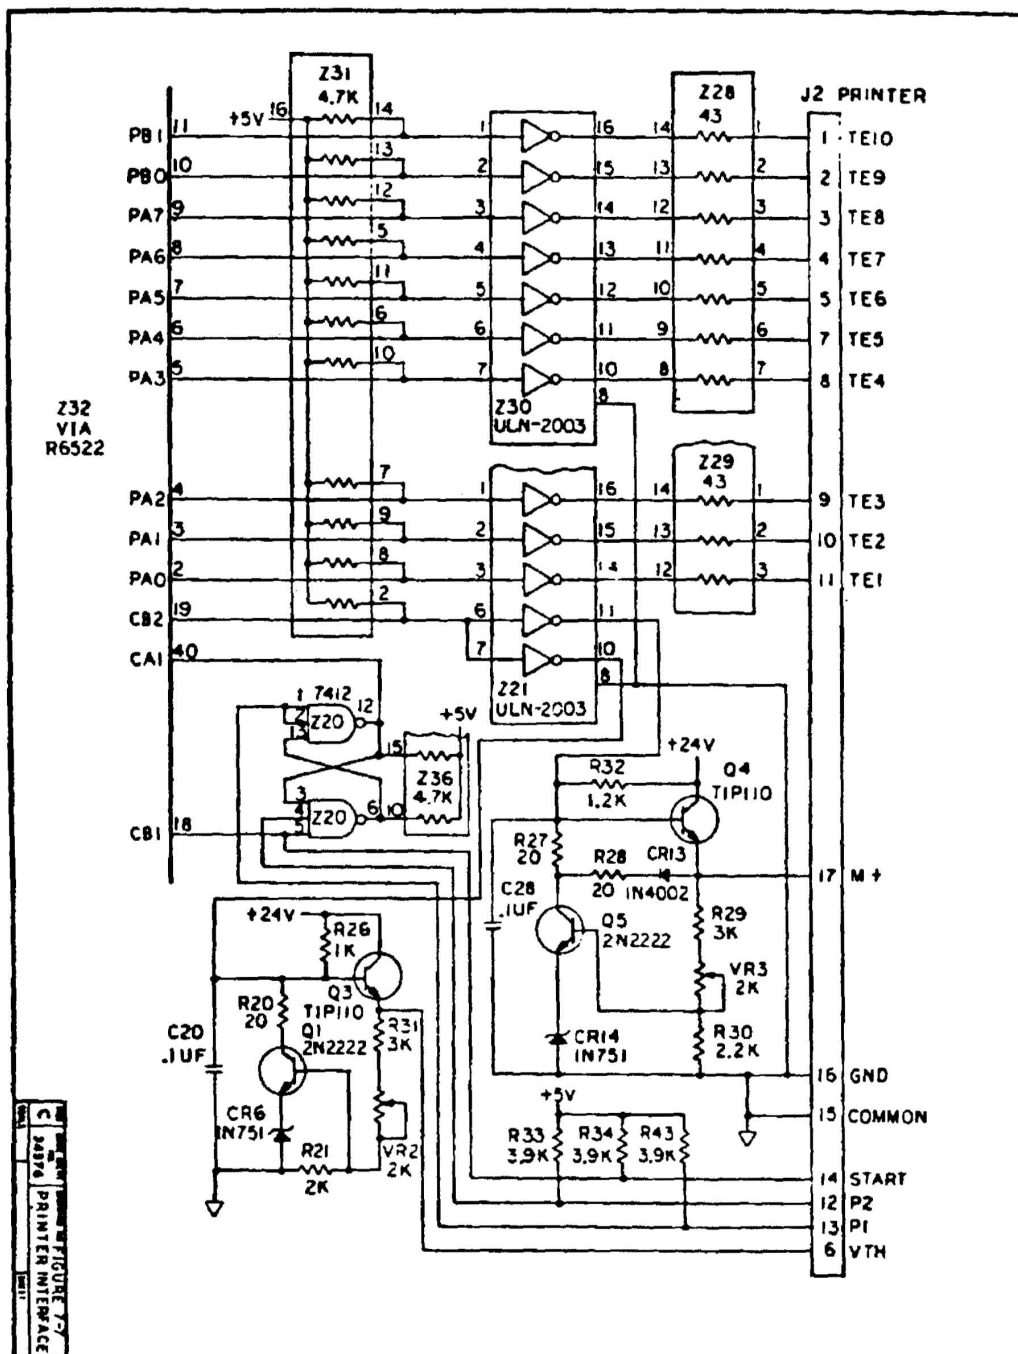 Z31
4.7K
Z28
43
J2 PRINTER
+5V 16 14
PB1 11 1 16 14 1 1 TE10
13
PB0 10 2 15 13 2 2 TE9
12
PA7 9 3 14 12 3 3 TE8
5
PA6 8 4 13 11 4 4 TE7
11
PA5 7 5 12 10 5 5 TE6
6
PA4 6 6 11 9 6 7 TE5
10
PA3 5 7 10 8 7 8 TE4
8
Z30
ULN-2003
Z32
VIA
R6522
Z29
43
7
PA2 4 1 16 14 1 9 TE3
9
PA1 3 2 15 13 2 10 TE2
8
PA0 2 3 14 12 3 11 TE1
2
CB2 19 6 11
CA1 40 7 10
8
Z21
ULN-2003
1 7412 12
2 Z20
13
+5V
15
Z36
4.7K
3
4 Z20 6 10
5
CB1 18
+24V
R32
1.2K
Q4
TIP110
R27
20
R28
20
CR13
1N4002
17 M+
C28
.1UF
Q5
2N2222
R29
3K
VR3
2K
CR14
1N751
R30
2.2K
+24V
R26
1K
Q3
TIP110
R20
20
Q1
2N2222
R31
3K
C20
.1UF
CR6
1N751
R21
2K
VR2
2K
16 GND
15 COMMON
+5V
R33
3.9K
R34
3.9K
R43
3.9K
14 START
12 P2
13 P1
6 VTH
C
34376
FIGURE 7-7
PRINTER INTERFACE